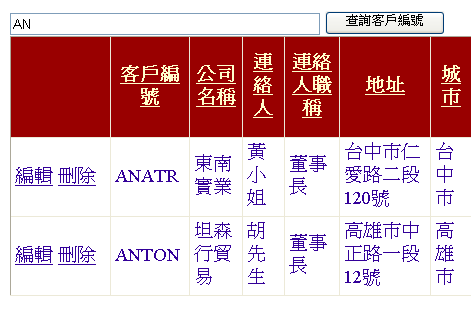 AN 查詢客戶編號
客戶編號 公司名稱 連絡人 連絡人職稱 地址 城市
編輯 刪除 ANATR 東南實業 黃小姐 董事長 台中市仁愛路二段120號 台中市
編輯 刪除 ANTON 坦森行貿易 胡先生 董事長 高雄市中正路一段12號 高雄市